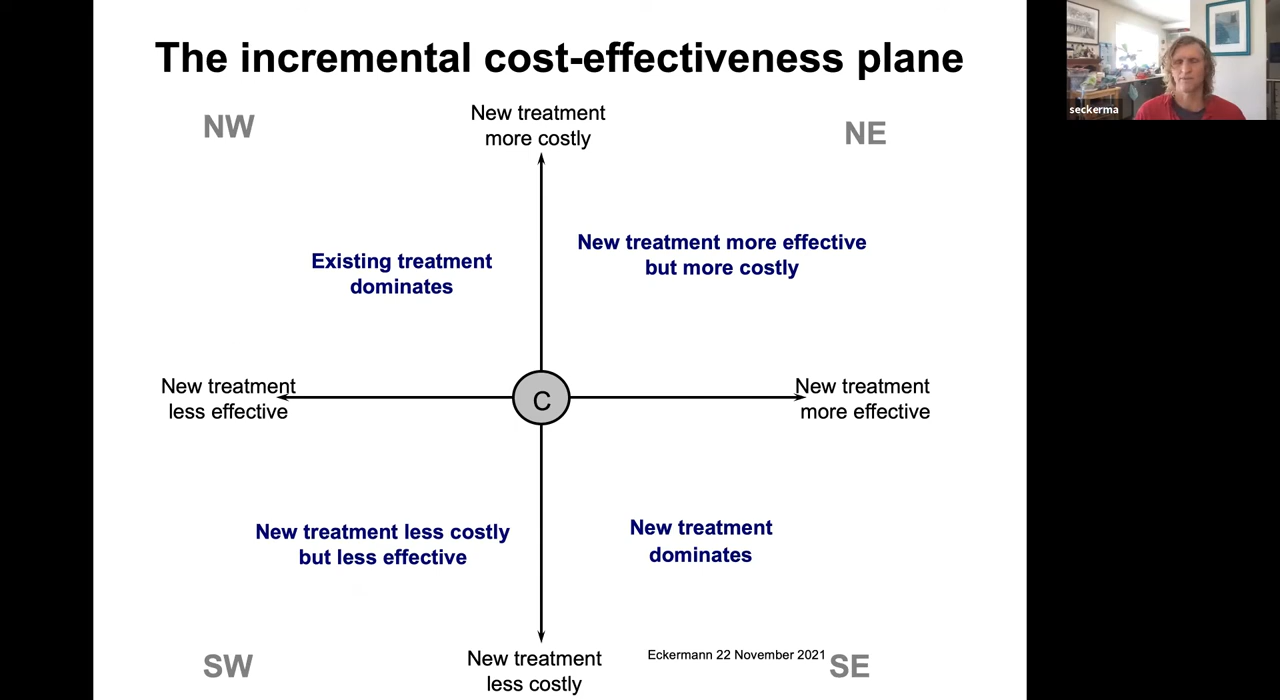 The incremental cost-effectiveness plane
seckerma
NW
New treatment
more costly
NE
Existing treatment
dominates
New treatment more effective
but more costly
New treatment
less effective
C
New treatment
more effective
New treatment less costly
but less effective
New treatment
dominates
SW
New treatment
less costly
Eckermann 22 November 2021
SE